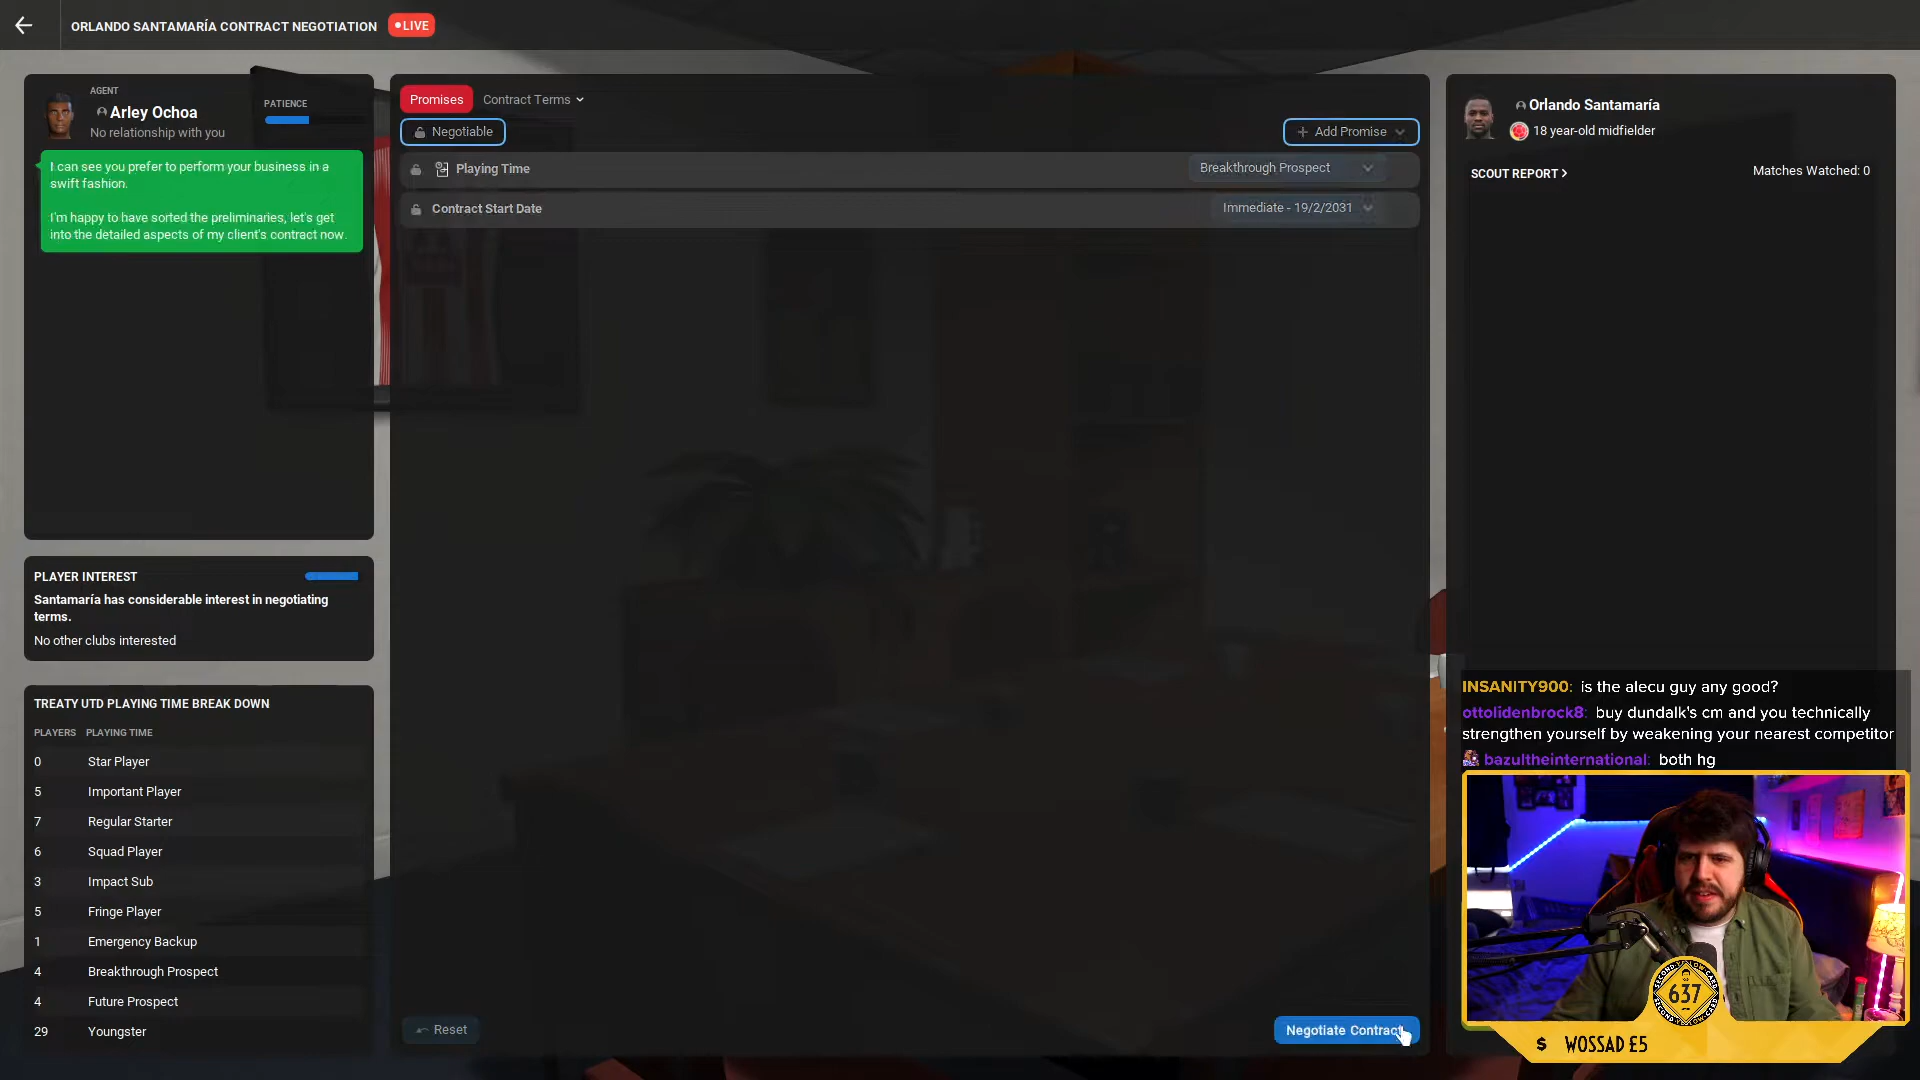 ORLANDO SANTAMARÍA CONTRACT NEGOTIATION
LIVE
AGENT
Arley Ochoa
No relationship with you
PATIENCE
I can see you prefer to perform your business in a
swift fashion.
I'm happy to have sorted the preliminaries, let's get
into the detailed aspects of my client's contract now.
PLAYER INTEREST
Santamaría has considerable interest in negotiating
terms.
No other clubs interested
TREATY UTD PLAYING TIME BREAK DOWN
PLAYERS PLAYING TIME
0 Star Player
5 Important Player
7 Regular Starter
6 Squad Player
3 Impact Sub
5 Fringe Player
1 Emergency Backup
4 Breakthrough Prospect
4 Future Prospect
29 Youngster
Promises Contract Terms
Negotiable
Add Promise
Playing Time Breakthrough Prospect
Contract Start Date Immediate - 19/2/2031
Reset
Negotiate Contract
Orlando Santamaría
18 year-old midfielder
SCOUT REPORT
Matches Watched: 0
INSANITY900: is the alecu guy any good?
ottolidenbrock8: buy dundalk's cm and you technically
strengthen yourself by weakening your nearest competitor
bazultheinternational: both hg
SECOND YELLOW CARD
637
$ WOSSAD £5